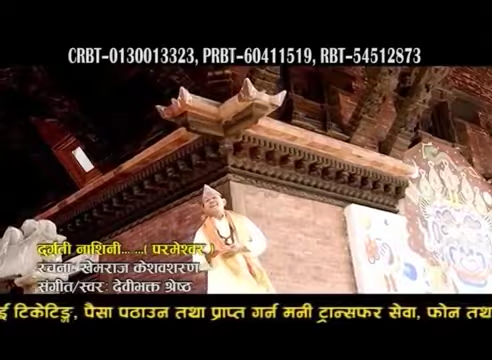 CRBT-0130013323, PRBT-60411519, RBT-54512873
दुर्गती नाशिनी... ...( परमेश्वर )
रचना: खेमराज केशवशरण
संगीत/स्वर: देवीभक्त श्रेष्ठ
ई टिकेटिङ्ग, पैसा पठाउन तथा प्राप्त गर्न मनी ट्रान्सफर सेवा, फोन तथ